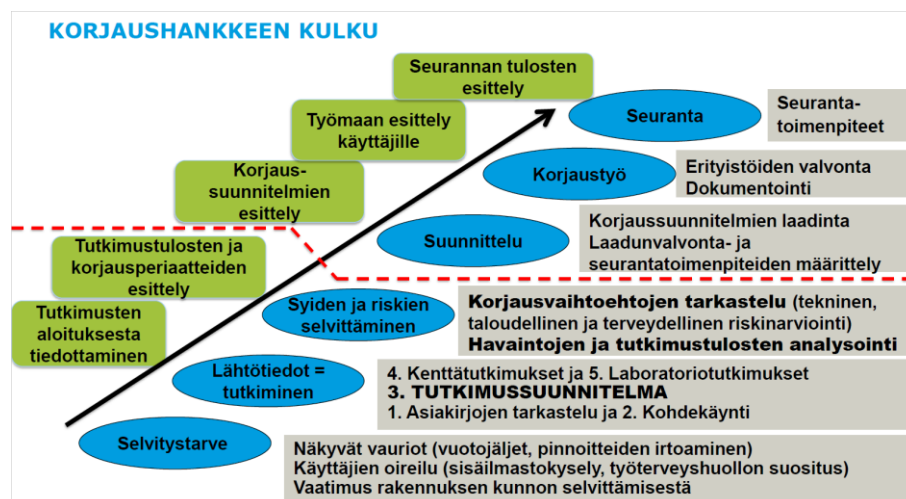 KORJAUSHANKKEEN KULKU
Seurannan tulosten
esittely
Työmaan esittely
käyttäjille
Korjaus-
suunnitelmien
esittely
Tutkimustulosten ja
korjausperiaatteiden
esittely
Tutkimusten
aloituksesta
tiedottaminen
Seuranta
Seuranta-
toimenpiteet
Korjaustyö
Erityistöiden valvonta
Dokumentointi
Suunnittelu
Korjaussuunnitelmien laadinta
Laadunvalvonta- ja
seurantatoimenpiteiden määrittely
Syiden ja riskien
selvittäminen
Korjausvaihtoehtojen tarkastelu (tekninen,
taloudellinen ja terveydellinen riskinarviointi)
Havaintojen ja tutkimustulosten analysointi
Lähtötiedot =
tutkiminen
4. Kenttätutkimukset ja 5. Laboratoriotutkimukset
3. TUTKIMUSSUUNNITELMA
1. Asiakirjojen tarkastelu ja 2. Kohdekäynti
Selvitystarve
Näkyvät vauriot (vuotojäljet, pinnoitteiden irtoaminen)
Käyttäjien oireilu (sisäilmastokysely, työterveyshuollon suositus)
Vaatimus rakennuksen kunnon selvittämisestä